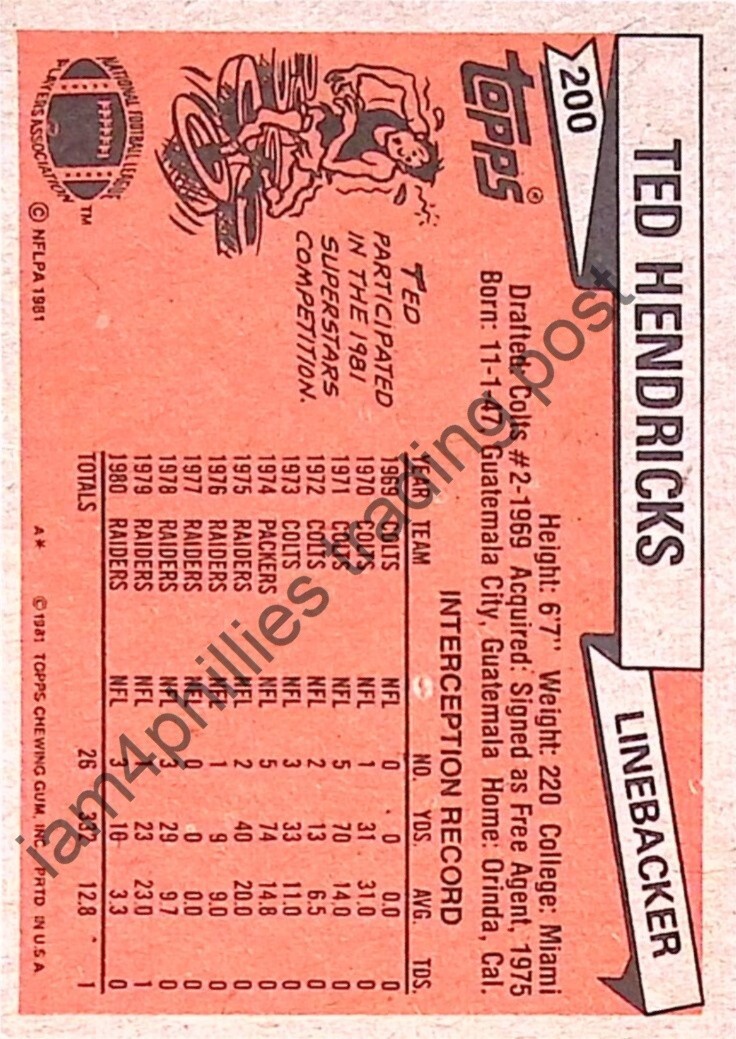 200
TED HENDRICKS
LINEBACKER
topps®
Height: 6'7" Weight: 220 College: Miami
Drafted: Colts #2-1969 Acquired: Signed as Free Agent, 1975
Born: 11-1-47, Guatemala City, Guatemala Home: Orinda, Cal.
TED
PARTICIPATED
IN THE 1981
SUPERSTARS
COMPETITION.
INTERCEPTION RECORD
YEAR TEAM NO. YDS. AVG. TDS.
1969 COLTS NFL 0 0 0.0 0
1970 COLTS NFL 1 31 31.0 0
1971 COLTS NFL 5 70 14.0 0
1972 COLTS NFL 2 13 6.5 0
1973 COLTS NFL 3 33 11.0 0
1974 PACKERS NFL 5 74 14.8 0
1975 RAIDERS NFL 2 40 20.0 0
1976 RAIDERS NFL 1 9 9.0 0
1977 RAIDERS NFL 0 0 0.0 0
1978 RAIDERS NFL 3 29 9.7 0
1979 RAIDERS NFL 1 23 23.0 1
1980 RAIDERS NFL 3 10 3.3 0
TOTALS 26 12.8 1
NATIONAL FOOTBALL LEAGUE
PLAYERS ASSOCIATION
TM
© NFLPA 1981
A* © 1981 TOPPS CHEWING GUM, INC. PRTD. IN U.S.A.
iam4phillies trading post